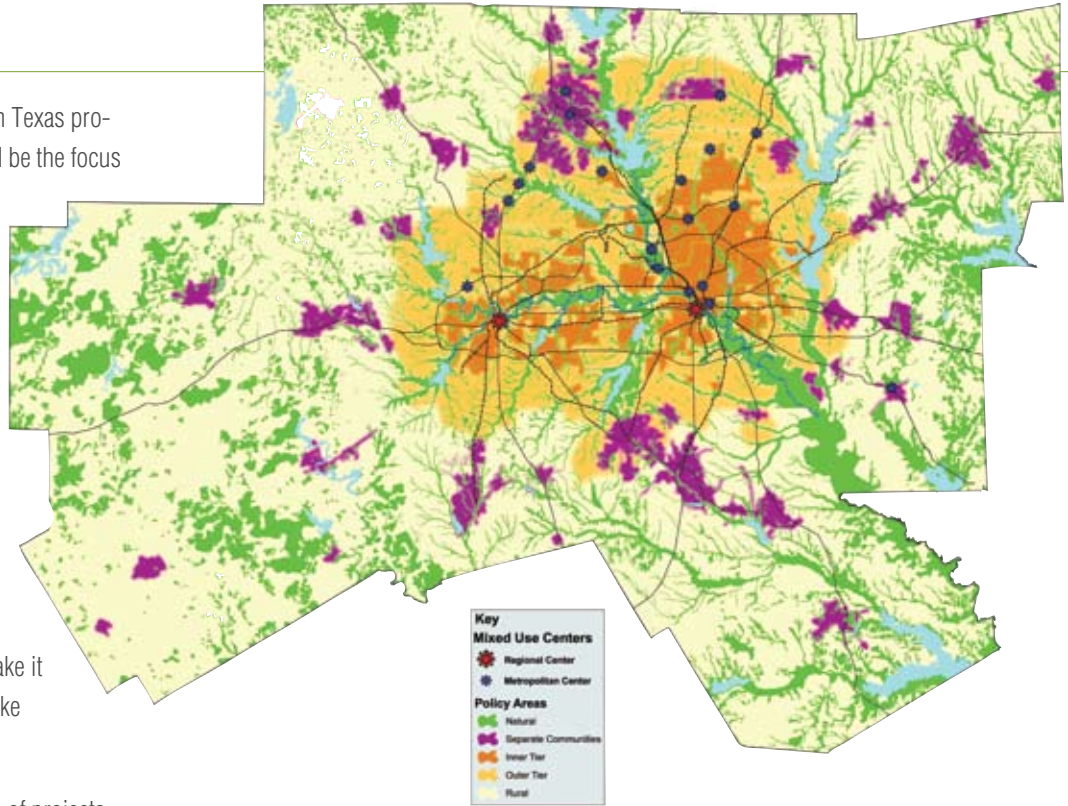 n Texas pro-
l be the focus
ake it
ke
of projects
Key
Mixed Use Centers
Regional Center
Metropolitan Center
Policy Areas
Natural
Separate Communities
Inner Tier
Outer Tier
Rural